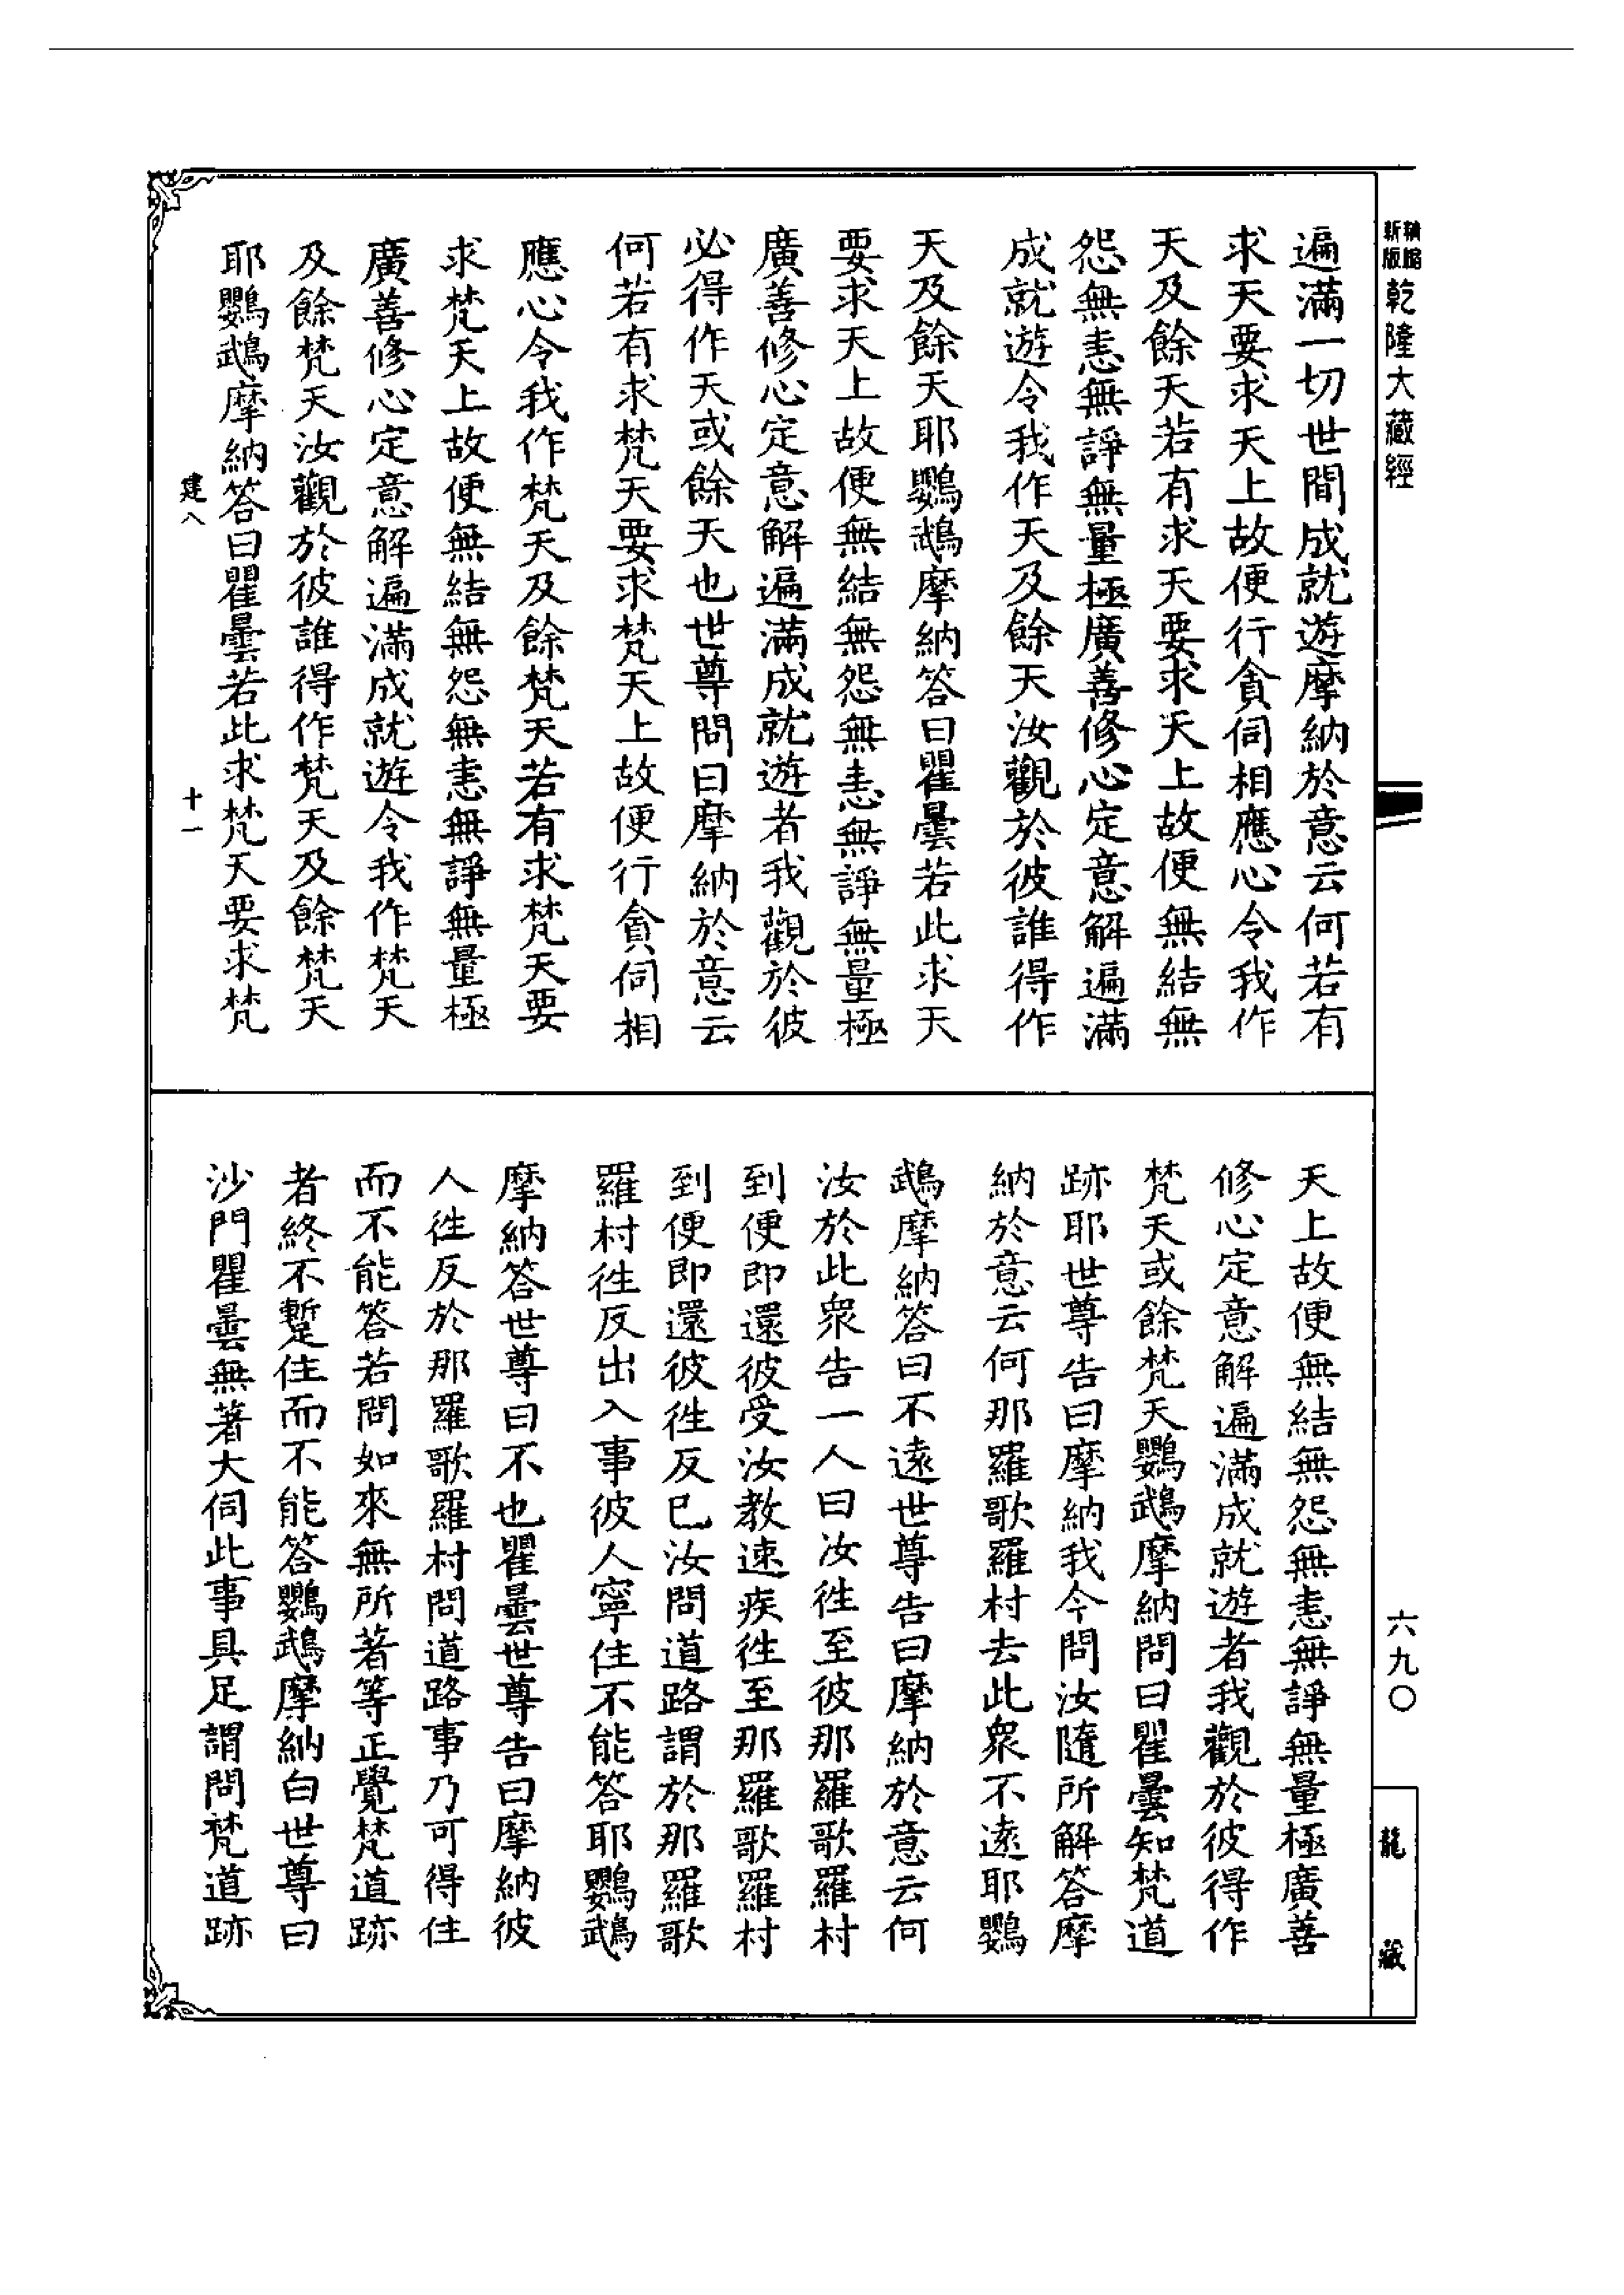 精縮
新版
乾隆大藏經
六九〇
龍藏
遍滿一切世間成就遊摩納於意云何若有
求天要求天上故便行貪伺相應心令我作
天及餘天若有求天要求天上故便無結無
怨無恚無諍無量極廣善修心定意解遍滿
成就遊令我作天及餘天汝觀於彼誰得作
天及餘天耶鸚鵡摩納答曰瞿曇若此求天
要求天上故便無結無怨無恚無諍無量極
廣善修心定意解遍滿成就遊者我觀於彼
必得作天或餘天也世尊問曰摩納於意云
何若有求梵天要求梵天上故便行貪伺相
應心令我作梵天及餘梵天若有求梵天要
求梵天上故便無結無怨無恚無諍無量極
廣善修心定意解遍滿成就遊令我作梵天
及餘梵天汝觀於彼誰得作梵天及餘梵天
耶鸚鵡摩納答曰瞿曇若此求梵天要求梵
建八 十一
天上故便無結無怨無恚無諍無量極廣善
修心定意解遍滿成就遊者我觀於彼得作
梵天或餘梵天鸚鵡摩納問曰瞿曇知梵道
跡耶世尊告曰摩納我今問汝隨所解答摩
納於意云何那羅歌羅村去此眾不遠耶鸚
鵡摩納答曰不遠世尊告曰摩納於意云何
汝於此眾告一人曰汝徃至彼那羅歌羅村
到便即還彼受汝教速疾徃至那羅歌羅村
到便即還彼徃反已汝問道路謂於那羅歌
羅村徃反出入事彼人寧住不能答耶鸚鵡
摩納答世尊曰不也瞿曇世尊告曰摩納彼
人徃反於那羅歌羅村問道路事乃可得住
而不能答若問如來無所著等正覺梵道跡
者終不蹔住而不能答鸚鵡摩納白世尊曰
沙門瞿曇無著大伺此事具足謂問梵道跡